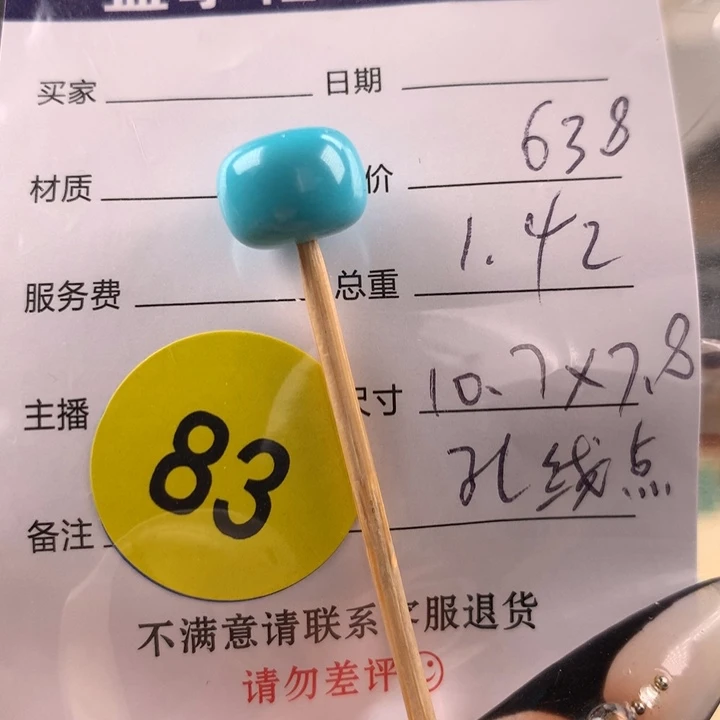 买家 日期
材质 价 638
服务费 总重 1.42
主播 尺寸 10.7×7.8
83
备注 孔线点
不满意请联系客服退货
请勿差评